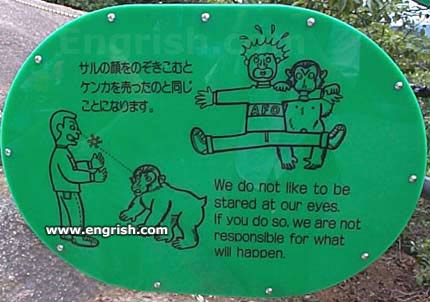 Engrish.com
サルの顔をのぞきこむと
ケンカを売ったのと同じ
ことになります。
AFO
We do not like to be
stared at our eyes.
If you do so, we are not
responsible for what
will happen.
www.engrish.com